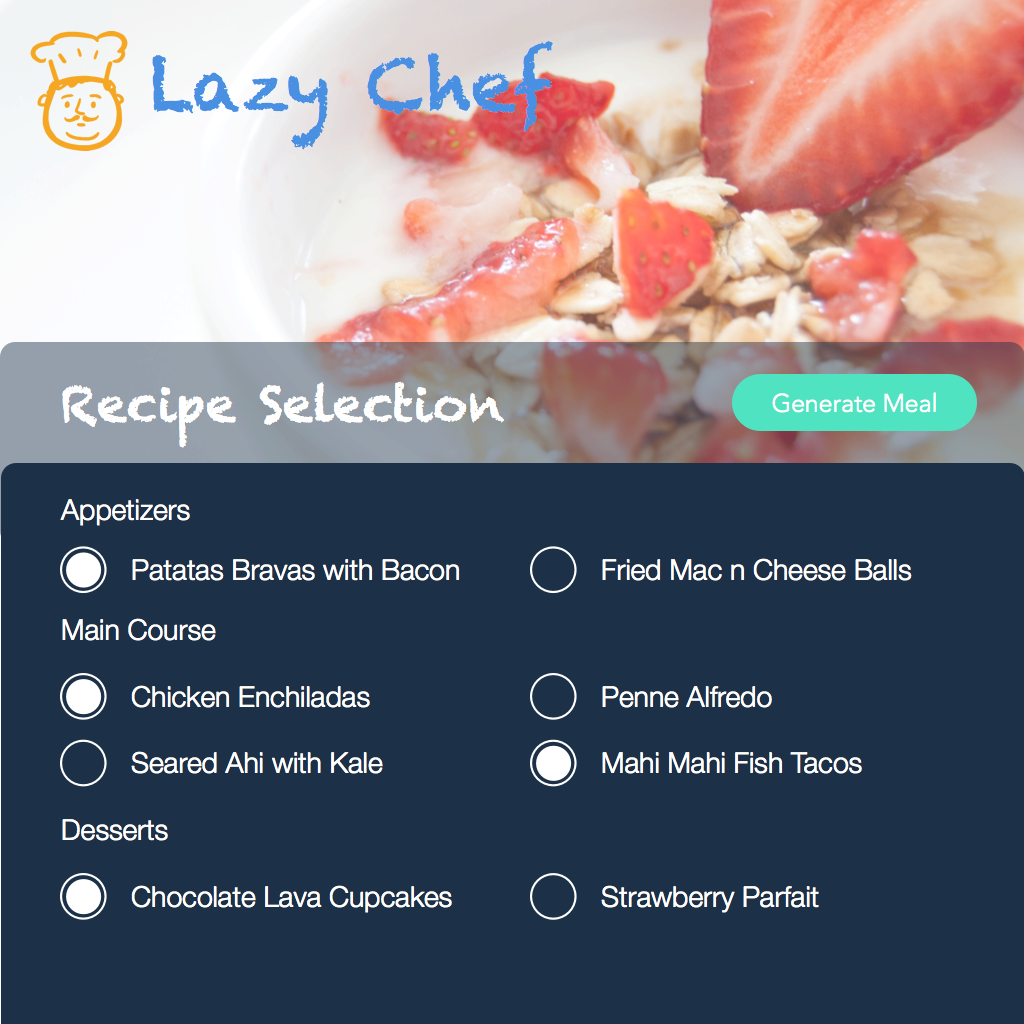 Lazy Chef
Recipe Selection
Generate Meal
Appetizers
Patatas Bravas with Bacon
Fried Mac n Cheese Balls
Main Course
Chicken Enchiladas
Penne Alfredo
Seared Ahi with Kale
Mahi Mahi Fish Tacos
Desserts
Chocolate Lava Cupcakes
Strawberry Parfait